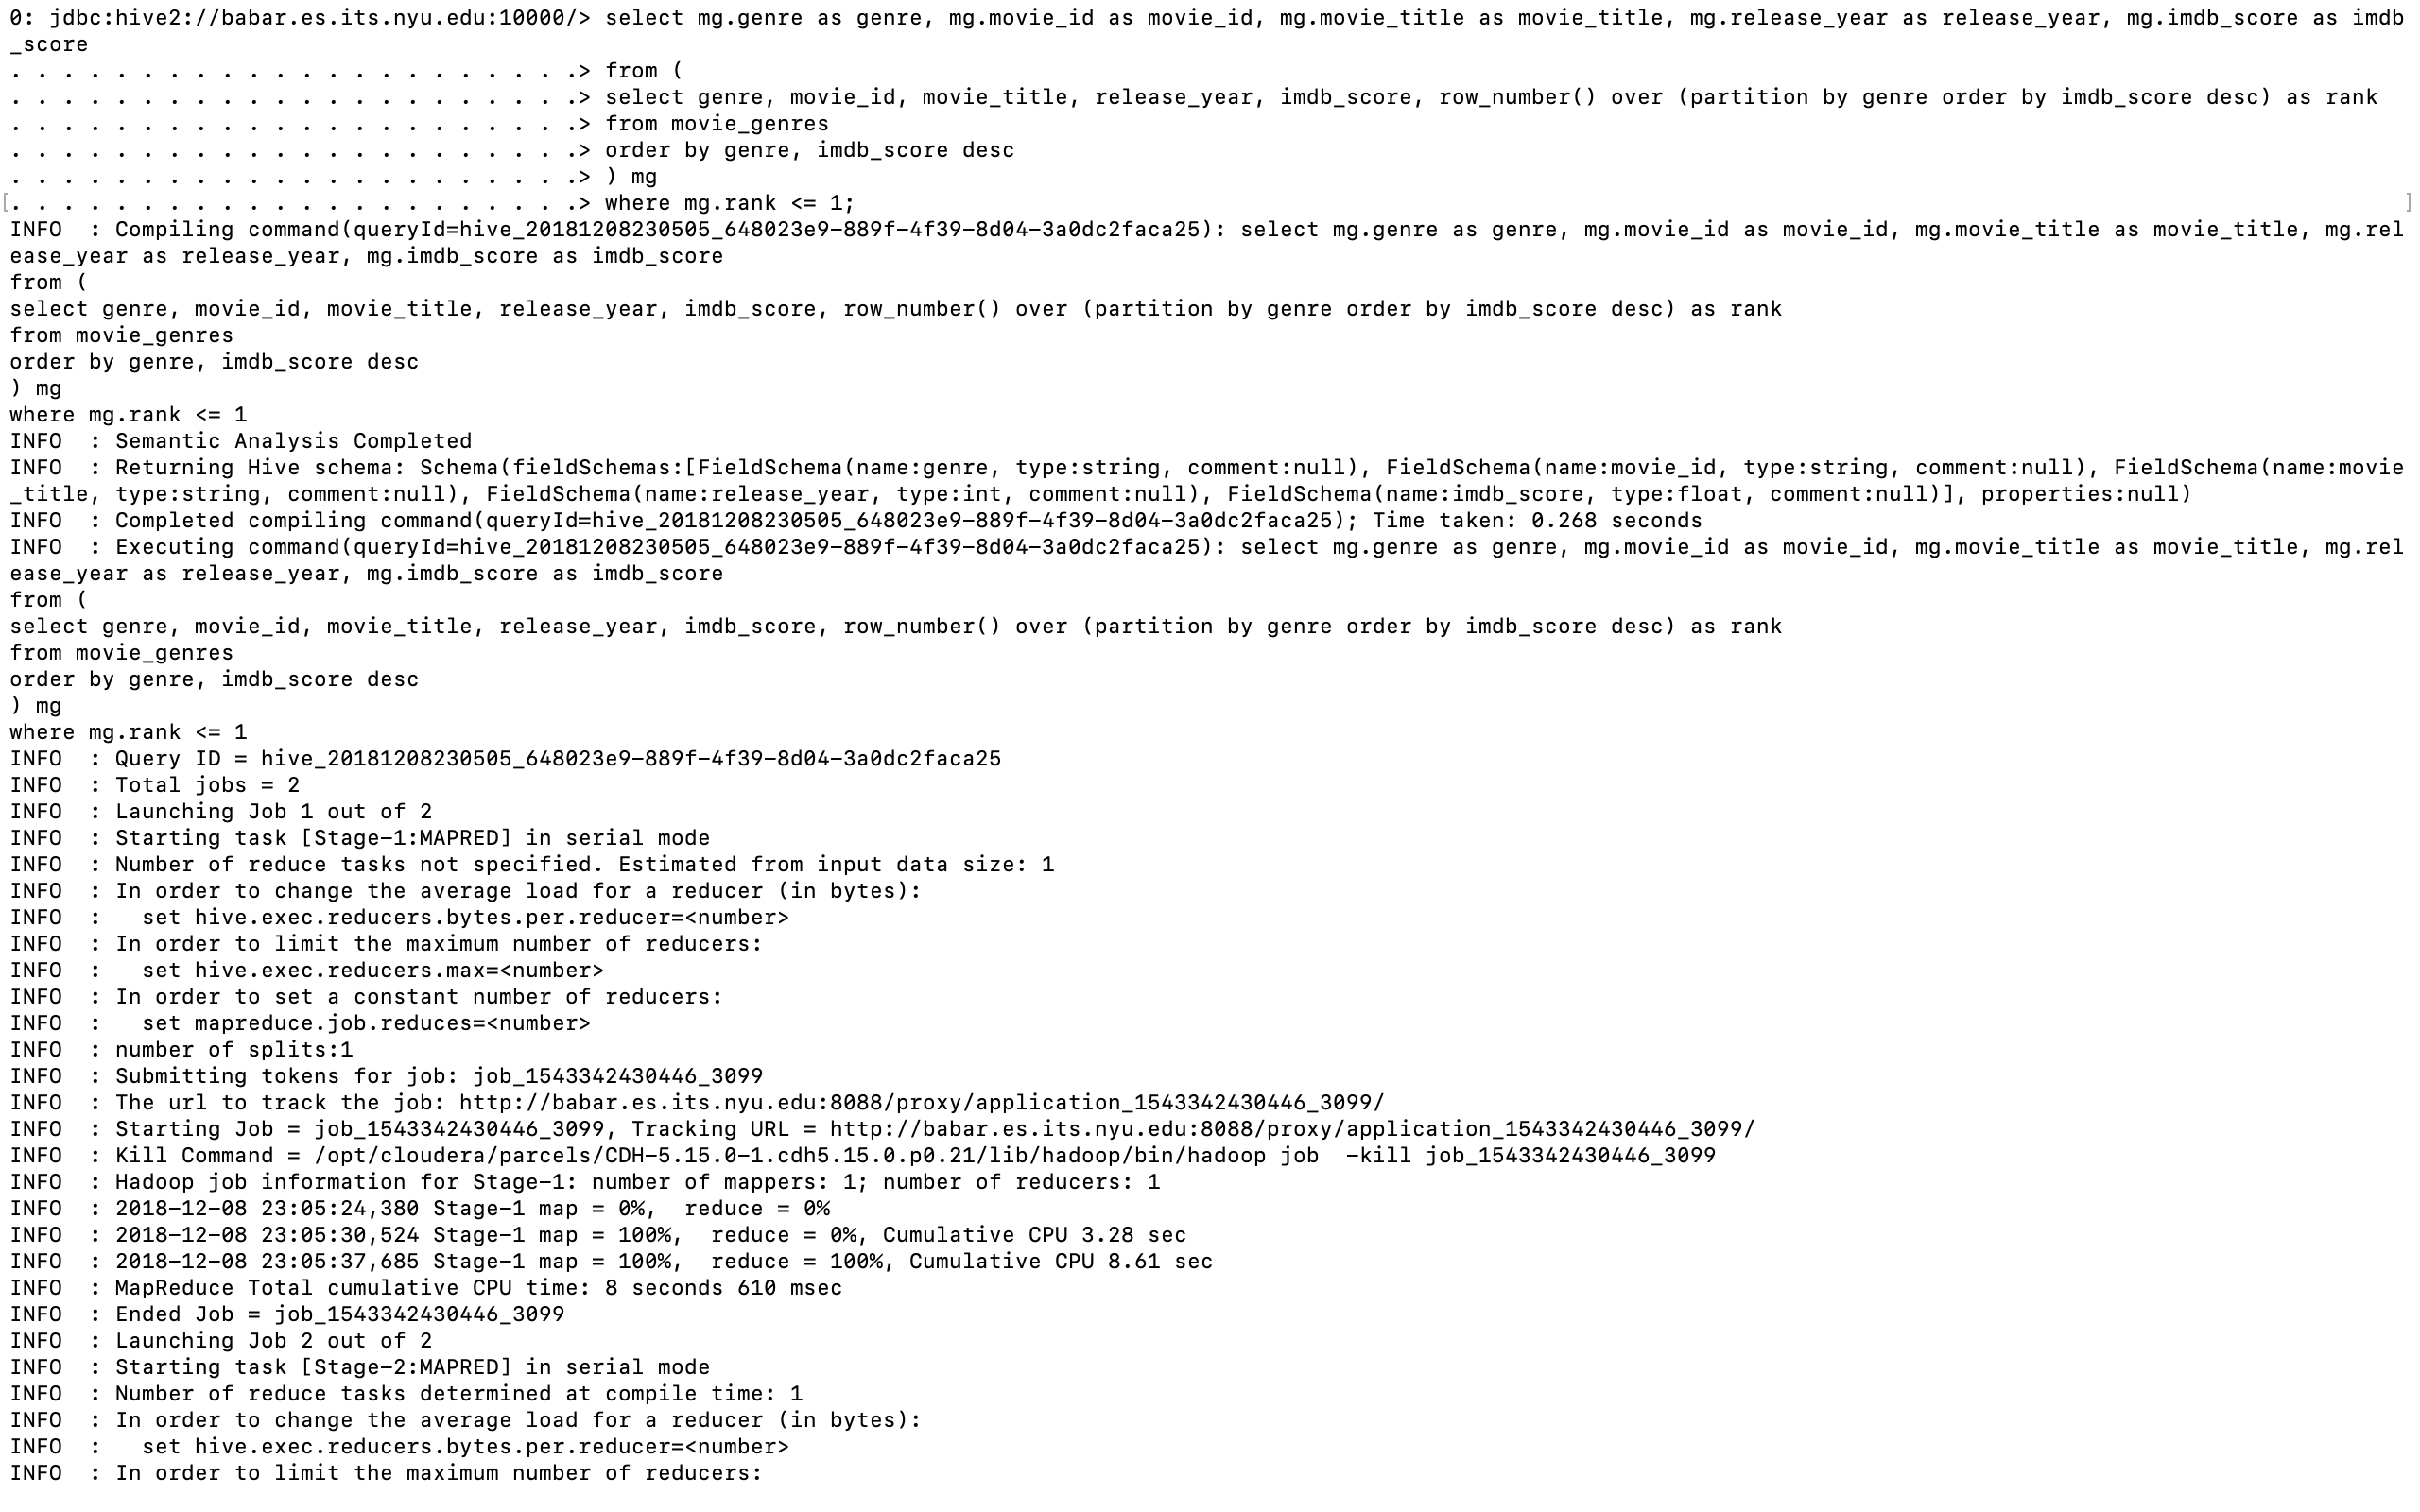 0: jdbc:hive2://babar.es.its.nyu.edu:10000/> select mg.genre as genre, mg.movie_id as movie_id, mg.movie_title as movie_title, mg.release_year as release_year, mg.imdb_score as imdb
_score
. . . . . . . . . . . . . . . . . . . . . .> from (
. . . . . . . . . . . . . . . . . . . . . .> select genre, movie_id, movie_title, release_year, imdb_score, row_number() over (partition by genre order by imdb_score desc) as rank
. . . . . . . . . . . . . . . . . . . . . .> from movie_genres
. . . . . . . . . . . . . . . . . . . . . .> order by genre, imdb_score desc
. . . . . . . . . . . . . . . . . . . . . .> ) mg
[. . . . . . . . . . . . . . . . . . . . . .> where mg.rank <= 1; ]
INFO  : Compiling command(queryId=hive_20181208230505_648023e9-889f-4f39-8d04-3a0dc2faca25): select mg.genre as genre, mg.movie_id as movie_id, mg.movie_title as movie_title, mg.rel
ease_year as release_year, mg.imdb_score as imdb_score
from (
select genre, movie_id, movie_title, release_year, imdb_score, row_number() over (partition by genre order by imdb_score desc) as rank
from movie_genres
order by genre, imdb_score desc
) mg
where mg.rank <= 1
INFO  : Semantic Analysis Completed
INFO  : Returning Hive schema: Schema(fieldSchemas:[FieldSchema(name:genre, type:string, comment:null), FieldSchema(name:movie_id, type:string, comment:null), FieldSchema(name:movie
_title, type:string, comment:null), FieldSchema(name:release_year, type:int, comment:null), FieldSchema(name:imdb_score, type:float, comment:null)], properties:null)
INFO  : Completed compiling command(queryId=hive_20181208230505_648023e9-889f-4f39-8d04-3a0dc2faca25); Time taken: 0.268 seconds
INFO  : Executing command(queryId=hive_20181208230505_648023e9-889f-4f39-8d04-3a0dc2faca25): select mg.genre as genre, mg.movie_id as movie_id, mg.movie_title as movie_title, mg.rel
ease_year as release_year, mg.imdb_score as imdb_score
from (
select genre, movie_id, movie_title, release_year, imdb_score, row_number() over (partition by genre order by imdb_score desc) as rank
from movie_genres
order by genre, imdb_score desc
) mg
where mg.rank <= 1
INFO  : Query ID = hive_20181208230505_648023e9-889f-4f39-8d04-3a0dc2faca25
INFO  : Total jobs = 2
INFO  : Launching Job 1 out of 2
INFO  : Starting task [Stage-1:MAPRED] in serial mode
INFO  : Number of reduce tasks not specified. Estimated from input data size: 1
INFO  : In order to change the average load for a reducer (in bytes):
INFO  :   set hive.exec.reducers.bytes.per.reducer=<number>
INFO  : In order to limit the maximum number of reducers:
INFO  :   set hive.exec.reducers.max=<number>
INFO  : In order to set a constant number of reducers:
INFO  :   set mapreduce.job.reduces=<number>
INFO  : number of splits:1
INFO  : Submitting tokens for job: job_1543342430446_3099
INFO  : The url to track the job: http://babar.es.its.nyu.edu:8088/proxy/application_1543342430446_3099/
INFO  : Starting Job = job_1543342430446_3099, Tracking URL = http://babar.es.its.nyu.edu:8088/proxy/application_1543342430446_3099/
INFO  : Kill Command = /opt/cloudera/parcels/CDH-5.15.0-1.cdh5.15.0.p0.21/lib/hadoop/bin/hadoop job  -kill job_1543342430446_3099
INFO  : Hadoop job information for Stage-1: number of mappers: 1; number of reducers: 1
INFO  : 2018-12-08 23:05:24,380 Stage-1 map = 0%,  reduce = 0%
INFO  : 2018-12-08 23:05:30,524 Stage-1 map = 100%,  reduce = 0%, Cumulative CPU 3.28 sec
INFO  : 2018-12-08 23:05:37,685 Stage-1 map = 100%,  reduce = 100%, Cumulative CPU 8.61 sec
INFO  : MapReduce Total cumulative CPU time: 8 seconds 610 msec
INFO  : Ended Job = job_1543342430446_3099
INFO  : Launching Job 2 out of 2
INFO  : Starting task [Stage-2:MAPRED] in serial mode
INFO  : Number of reduce tasks determined at compile time: 1
INFO  : In order to change the average load for a reducer (in bytes):
INFO  :   set hive.exec.reducers.bytes.per.reducer=<number>
INFO  : In order to limit the maximum number of reducers: